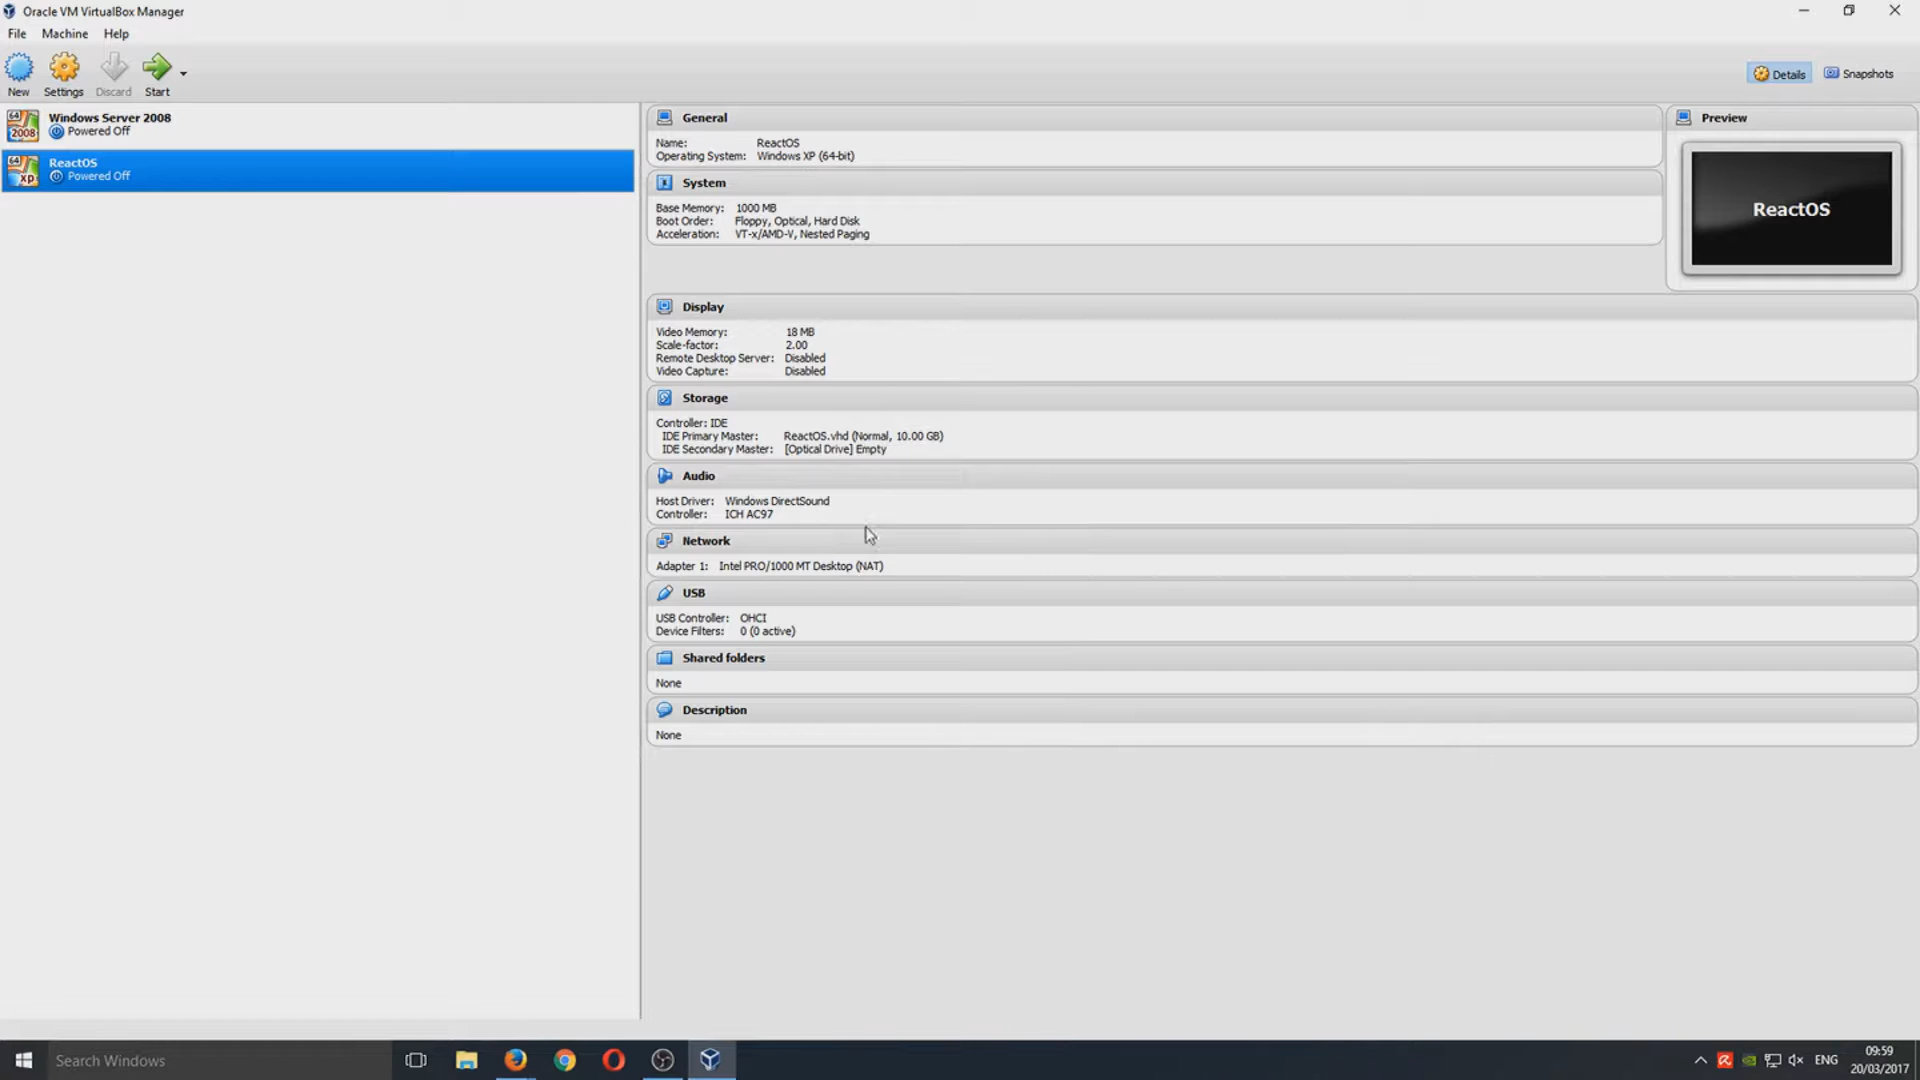 Oracle VM VirtualBox Manager
File Machine Help
New Settings Discard Start
Details Snapshots
64 2008 Windows Server 2008
Powered Off
64 xp ReactOS
Powered Off
General
Name: ReactOS
Operating System: Windows XP (64-bit)
System
Base Memory: 1000 MB
Boot Order: Floppy, Optical, Hard Disk
Acceleration: VT-x/AMD-V, Nested Paging
Preview
ReactOS
Display
Video Memory: 18 MB
Scale-factor: 2.00
Remote Desktop Server: Disabled
Video Capture: Disabled
Storage
Controller: IDE
IDE Primary Master: ReactOS.vhd (Normal, 10.00 GB)
IDE Secondary Master: [Optical Drive] Empty
Audio
Host Driver: Windows DirectSound
Controller: ICH AC97
Network
Adapter 1: Intel PRO/1000 MT Desktop (NAT)
USB
USB Controller: OHCI
Device Filters: 0 (0 active)
Shared folders
None
Description
None
Search Windows
ENG
09:59
20/03/2017